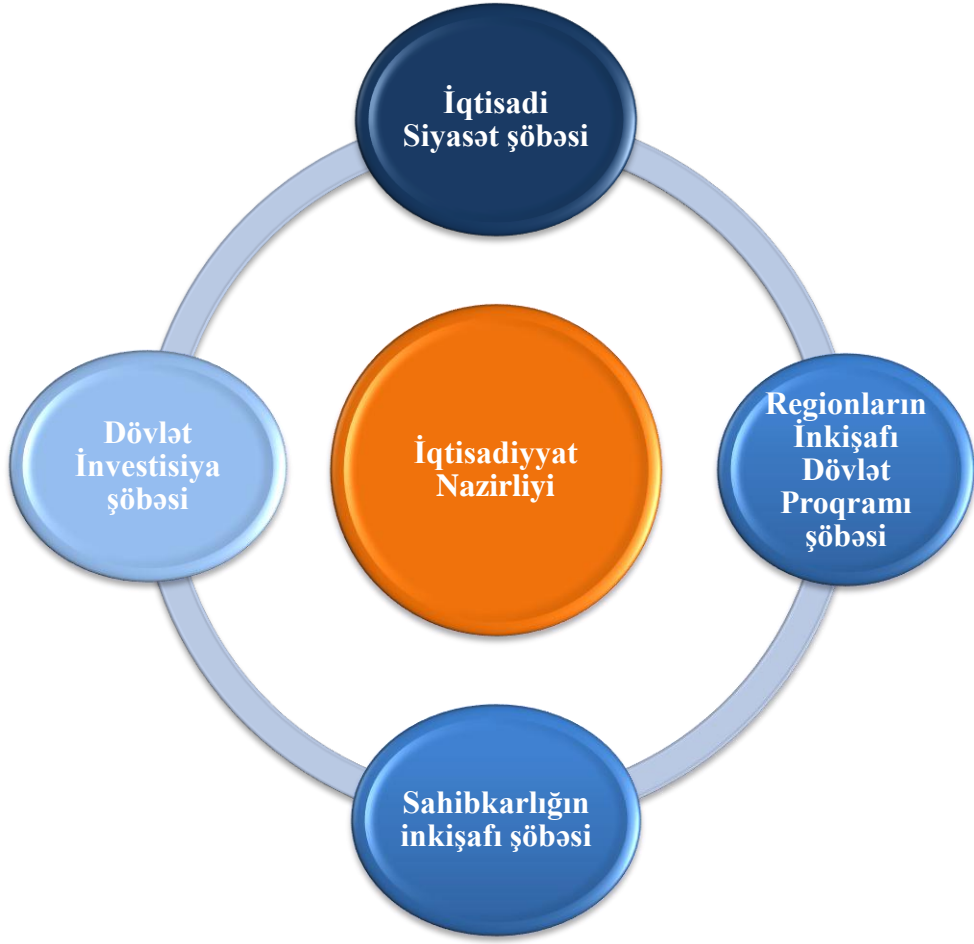 İqtisadi
Siyasət şöbəsi
Dövlət
İnvestisiya
şöbəsi
İqtisadiyyat
Nazirliyi
Regionların
İnkişafı
Dövlət
Proqramı
şöbəsi
Sahibkarlığın
inkişafı şöbəsi